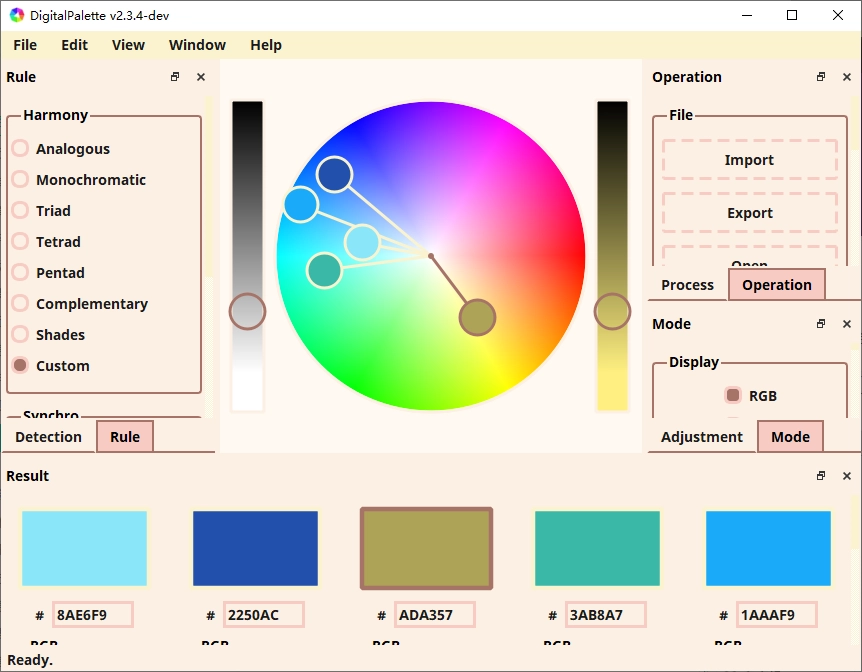 DigitalPalette v2.3.4-dev
File Edit View Window Help
Rule
Harmony
Analogous
Monochromatic
Triad
Tetrad
Pentad
Complementary
Shades
Custom
Synchro
Detection Rule
Operation
File
Import
Export
Open
Process Operation
Mode
Display
RGB
Adjustment Mode
Result
# 8AE6F9 # 2250AC # ADA357 # 3AB8A7 # 1AAAF9
RGB RGB RGB RGB RGB
Ready.